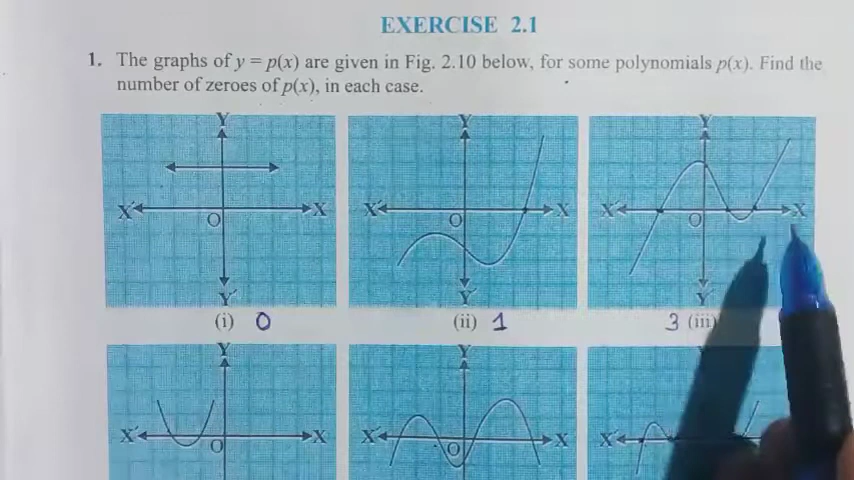 EXERCISE 2.1
1. The graphs of y = p(x) are given in Fig. 2.10 below, for some polynomials p(x). Find the
number of zeroes of p(x), in each case.
Y Y Y
X′ O X X′ O X X′ O X
Y′ Y′ Y′
(i) 0 (ii) 1 3 (iii)
Y Y
X′ O X X′ O X X′